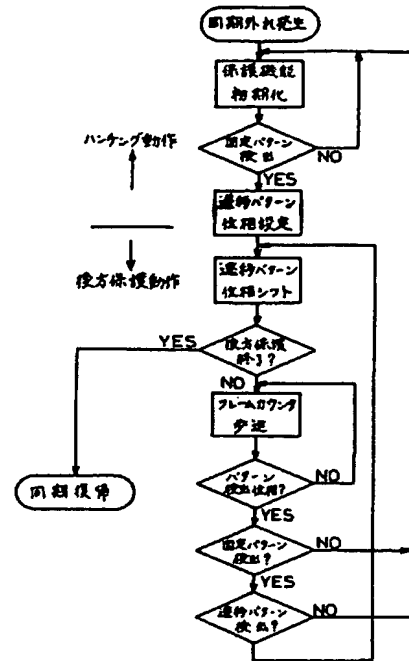 同期外れ発生
保護機能
初期化
固定パターン
検出
NO
YES
ハンチング動作
後方保護動作
遷移パターン
位相設定
遷移パターン
位相シフト
後方保護
終了?
YES
NO
フレームカウンタ
歩進
パターン
検出位相?
NO
YES
同期復帰
固定パターン
検出?
NO
YES
遷移パターン
検出?
NO